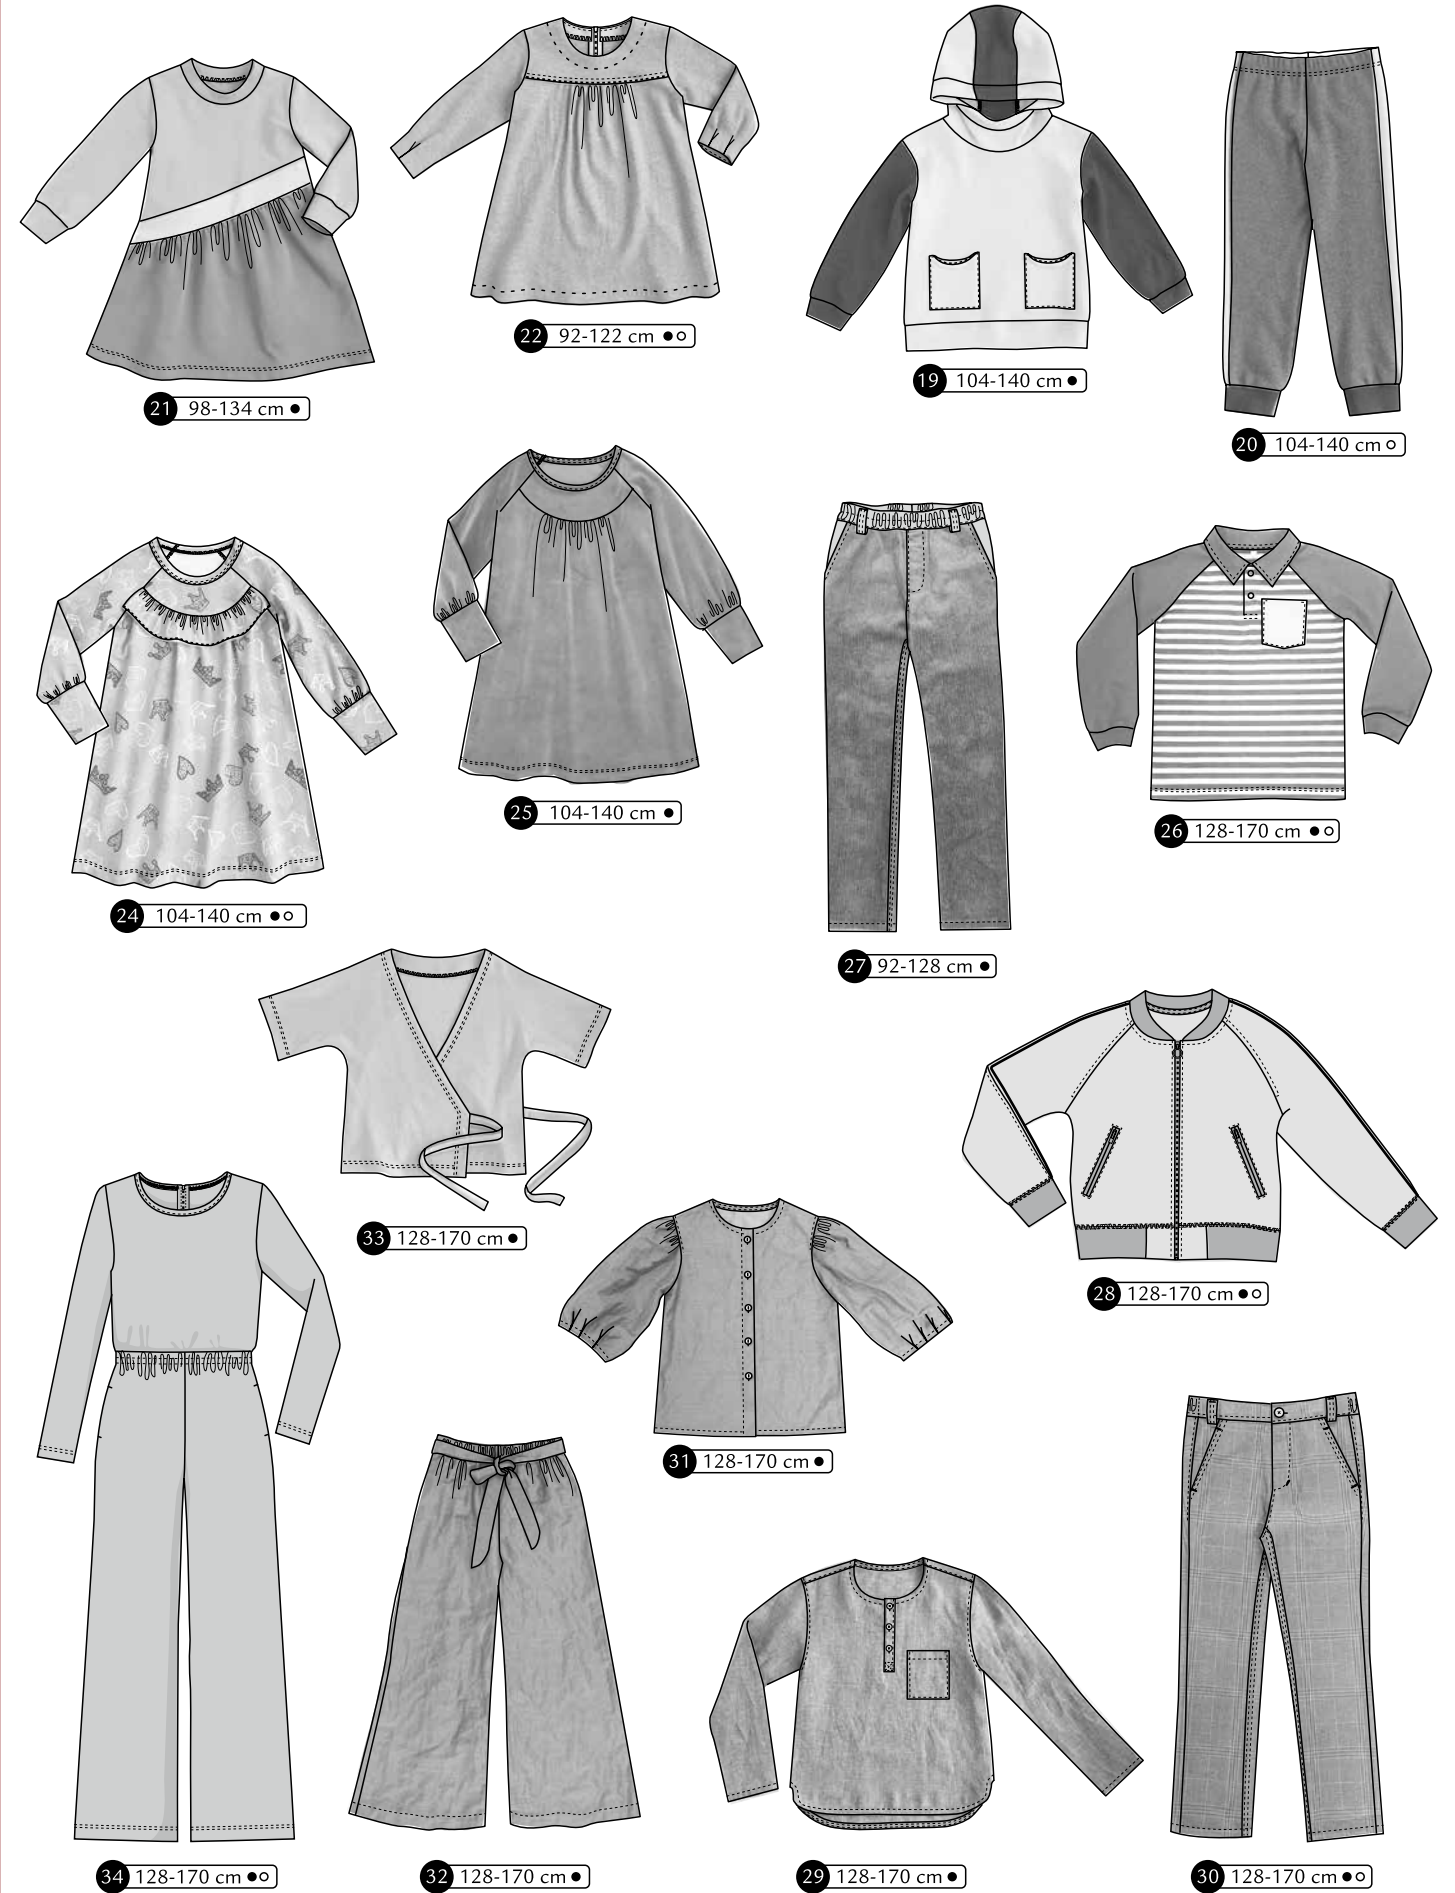 22 92-122 cm ●○
19 104-140 cm ●
21 98-134 cm ●
20 104-140 cm ○
25 104-140 cm ●
26 128-170 cm ●○
24 104-140 cm ●○
27 92-128 cm ●
33 128-170 cm ●
28 128-170 cm ●○
31 128-170 cm ●
34 128-170 cm ●○
32 128-170 cm ●
29 128-170 cm ●
30 128-170 cm ●○